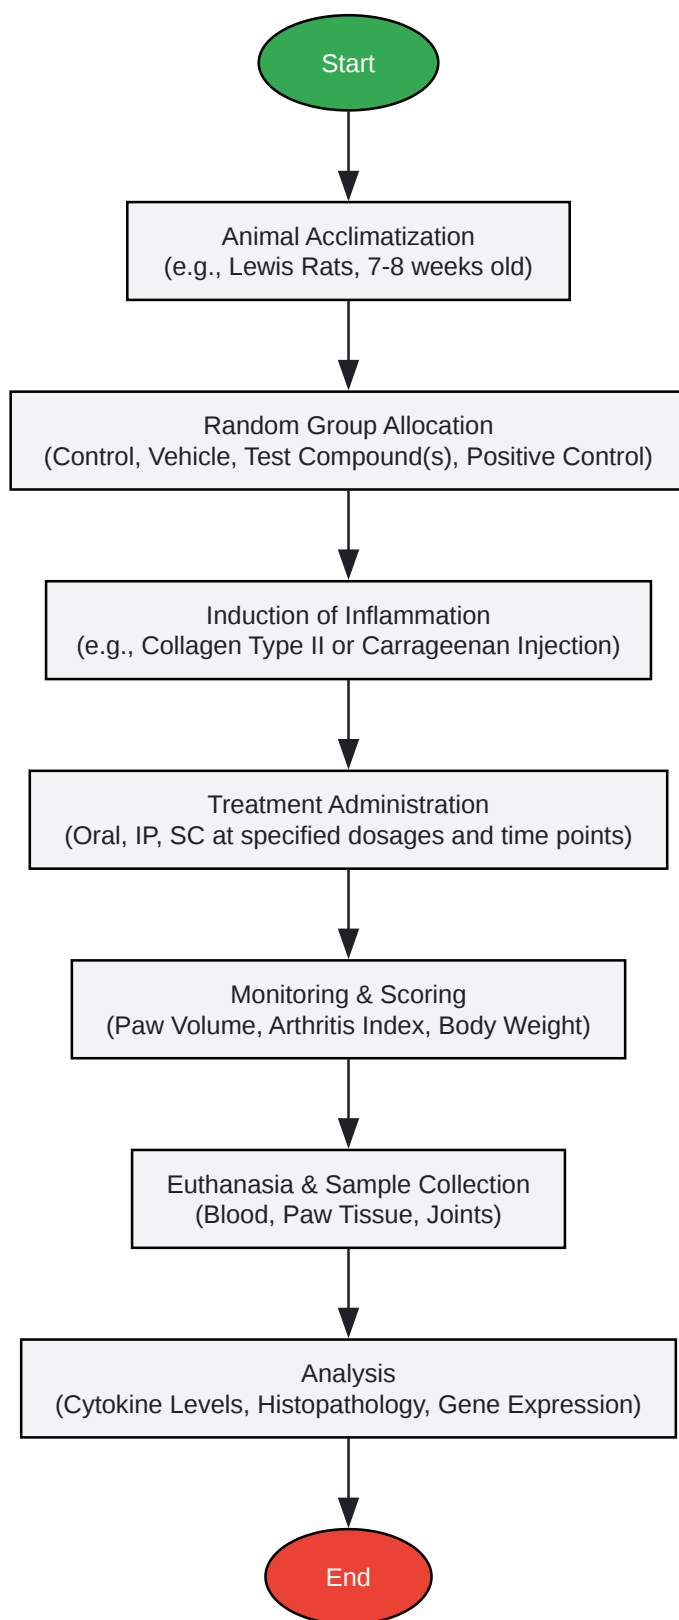 Start
Animal Acclimatization
(e.g., Lewis Rats, 7-8 weeks old)
Random Group Allocation
(Control, Vehicle, Test Compound(s), Positive Control)
Induction of Inflammation
(e.g., Collagen Type II or Carrageenan Injection)
Treatment Administration
(Oral, IP, SC at specified dosages and time points)
Monitoring & Scoring
(Paw Volume, Arthritis Index, Body Weight)
Euthanasia & Sample Collection
(Blood, Paw Tissue, Joints)
Analysis
(Cytokine Levels, Histopathology, Gene Expression)
End